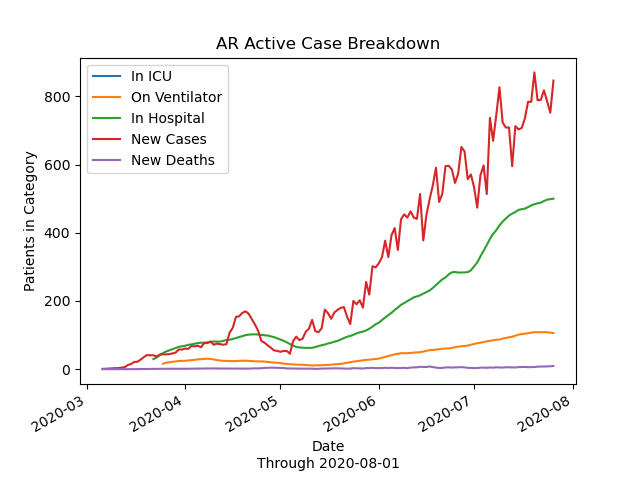 AR Active Case Breakdown
In ICU
On Ventilator
In Hospital
New Cases
New Deaths
Patients in Category
800
600
400
200
0
2020-03
2020-04
2020-05
2020-06
2020-07
2020-08
Date
Through 2020-08-01